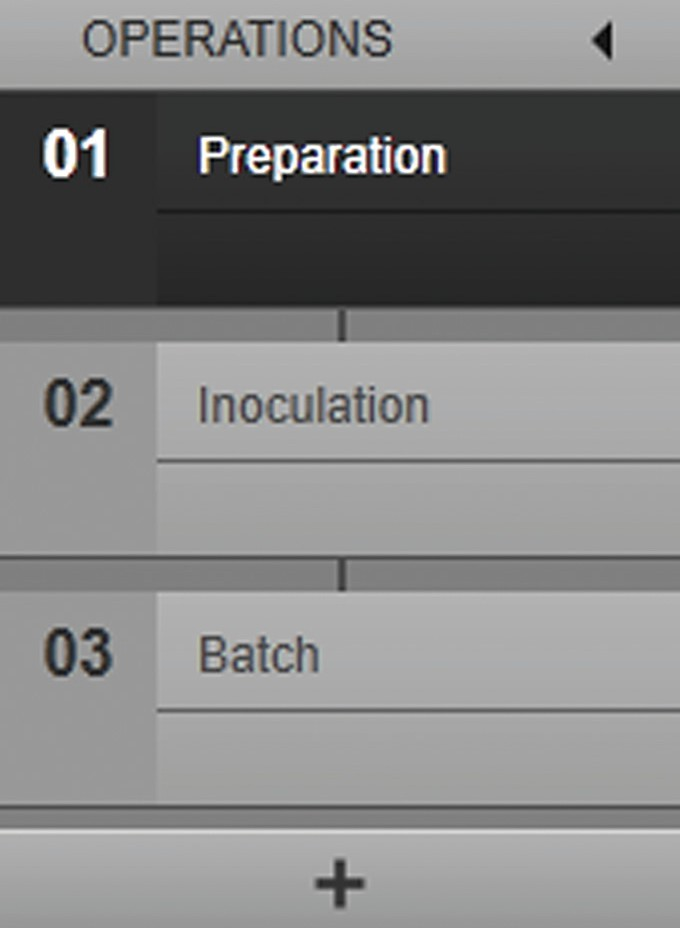 OPERATIONS
01 Preparation
02 Inoculation
03 Batch
+